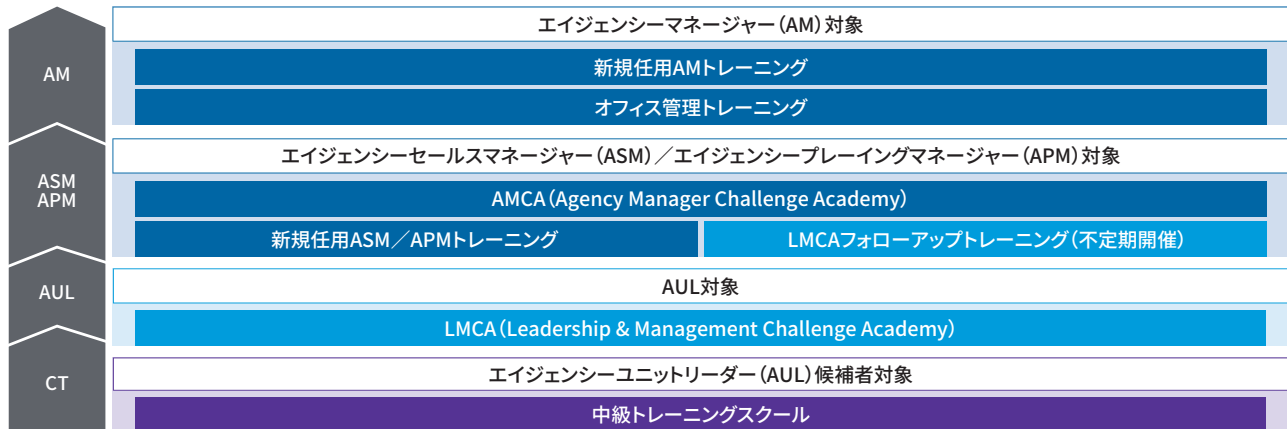 エイジェンシーマネージャー（AM）対象
AM
新規任用AMトレーニング
オフィス管理トレーニング
エイジェンシーセールスマネージャー（ASM）／エイジェンシープレーイングマネージャー（APM）対象
ASM
APM
AMCA（Agency Manager Challenge Academy）
新規任用ASM／APMトレーニング
LMCAフォローアップトレーニング（不定期開催）
AUL
AUL対象
LMCA（Leadership & Management Challenge Academy）
CT
エイジェンシーユニットリーダー（AUL）候補者対象
中級トレーニングスクール